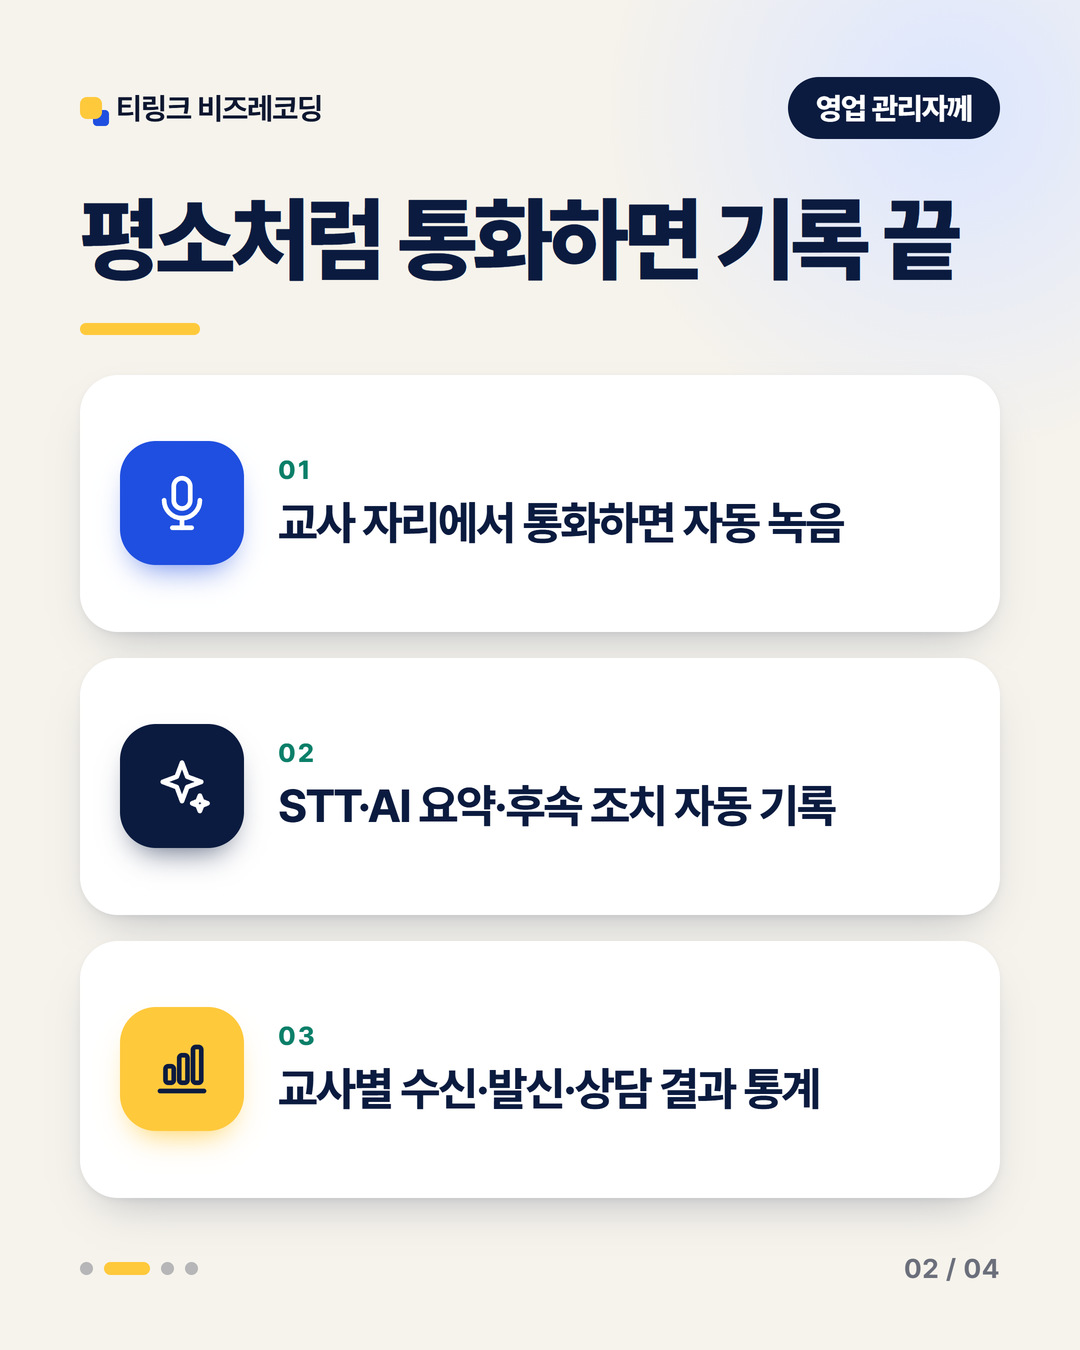 티링크 비즈레코딩
영업 관리자께
평소처럼 통화하면 기록 끝
01
교사 자리에서 통화하면 자동 녹음
02
STT·AI 요약·후속 조치 자동 기록
03
교사별 수신·발신·상담 결과 통계
02 / 04